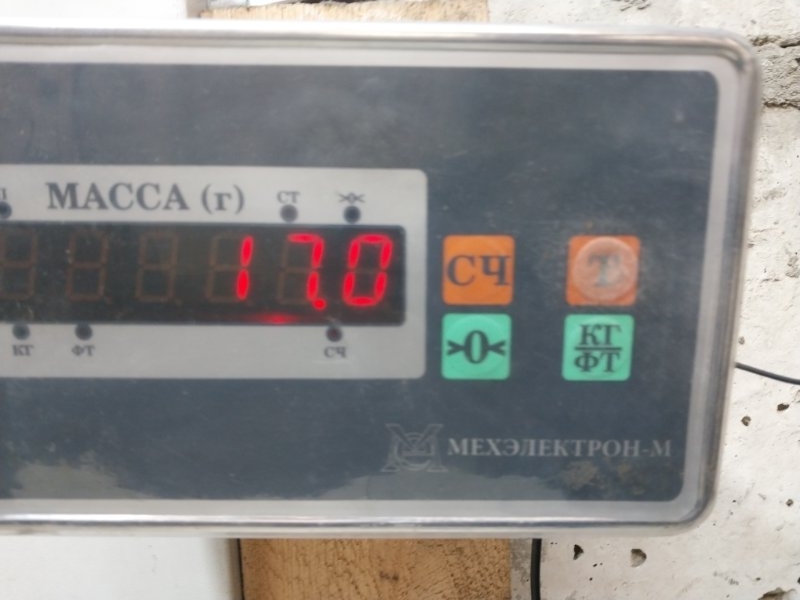 МАССА (г)
СТ
17.0
СЧ
Т
КГ
ФТ
СЧ
>0<
КГ
ФТ
МЕХЭЛЕКТРОН-М